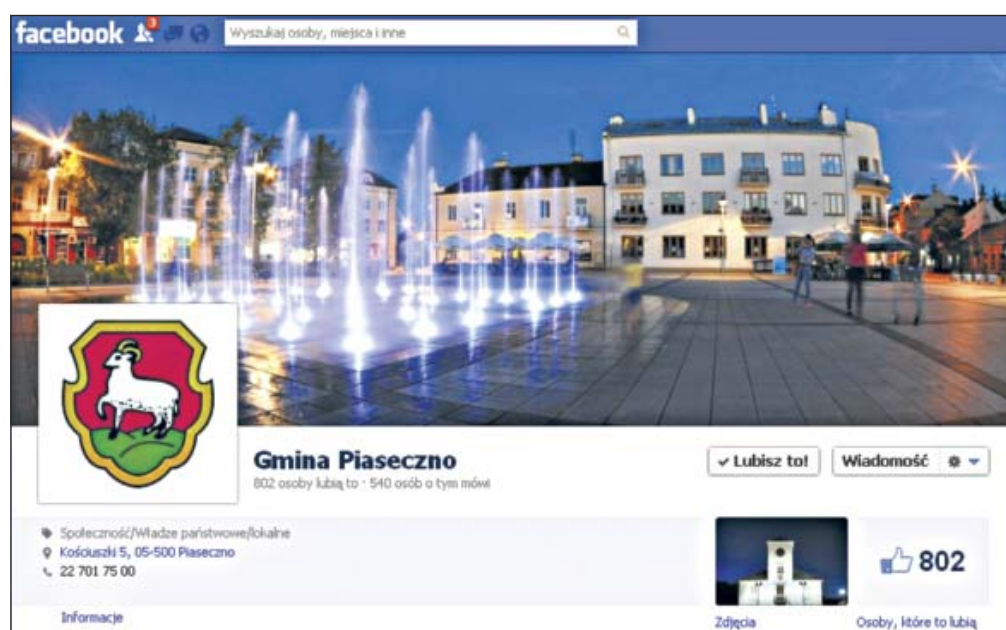 facebook 3 Wyszukaj osoby, miejsca i inne
Gmina Piaseczno
802 osoby lubią to · 540 osób o tym mówi
✓ Lubisz to!
Wiadomość
Społeczność/Władze państwowe/lokalne
Kościuszki 5, 05-500 Piaseczno
22 701 75 00
802
Informacje
Zdjęcia
Osoby, które to lubią